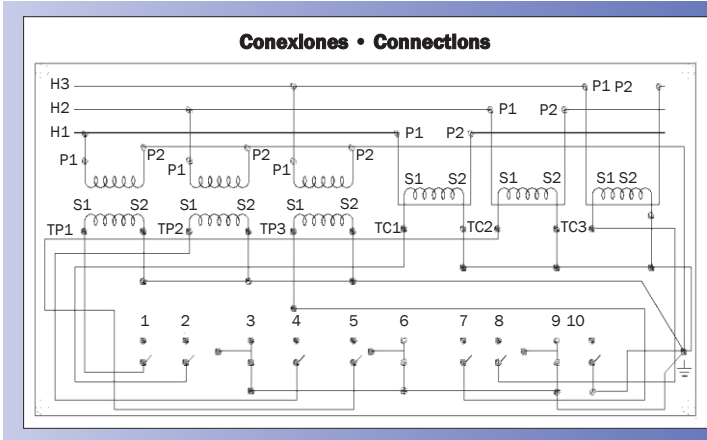 Conexiones • Connections
H3 P1 P2
H2 P1 P2
H1 P1 P2
P1 P2 P1 P2 P1 P2
S1 S2 S1 S2 S1 S2
S1 S2 S1 S2 S1 S2
TP1 TP2 TP3 TC1 TC2 TC3
1 2 3 4 5 6 7 8 9 10